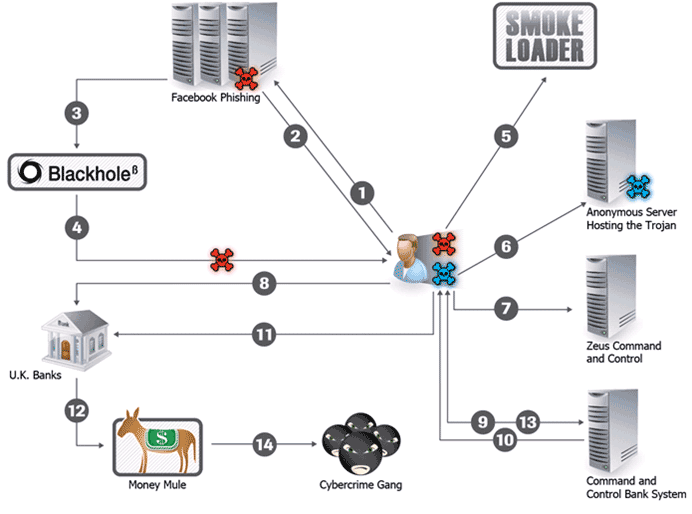 SMOKE
LOADER
Facebook Phishing
3
2
5
Blackhole β
1
Anonymous Server
Hosting the Trojan
4
6
8
7
11
Zeus Command
and Control
U.K. Banks
12
9
13
10
$
14
Money Mule
Cybercrime Gang
Command and
Control Bank System